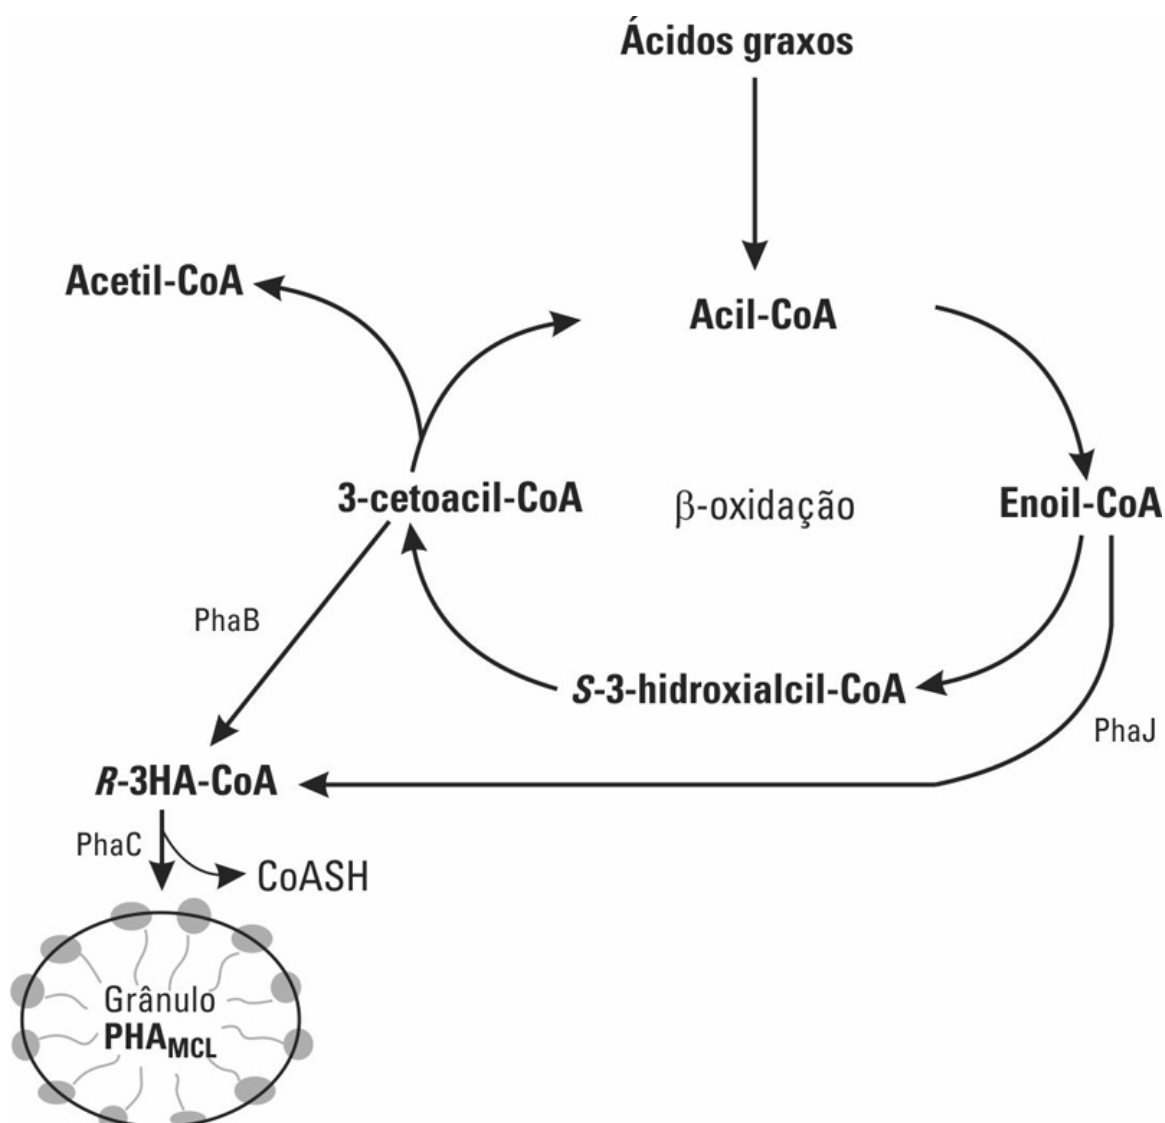 Ácidos graxos
Acetil-CoA
Acil-CoA
3-cetoacil-CoA
β-oxidação
Enoil-CoA
PhaB
S-3-hidroxialcil-CoA
PhaJ
R-3HA-CoA
PhaC
CoASH
Grânulo
PHAMCL